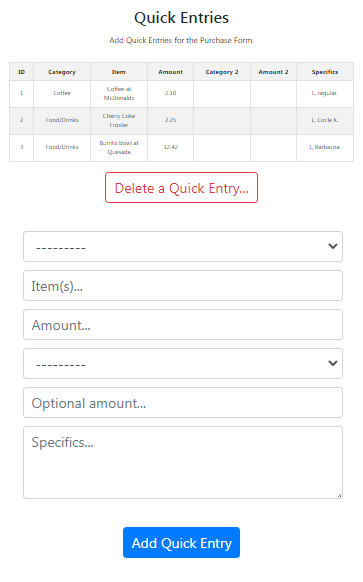 Quick Entries
Add Quick Entries for the Purchase Form.
ID Category Item Amount Category 2 Amount 2 Specifics
1 Coffee Coffee at McDonalds 2.10 L, regular.
2 Food/Drinks Cherry Coke Froster 2.25 L, Circle K.
3 Food/Drinks Burrito bowl at Quesada 12.42 L, Barbacoa.
Delete a Quick Entry...
---------
Item(s)...
Amount...
---------
Optional amount...
Specifics...
Add Quick Entry